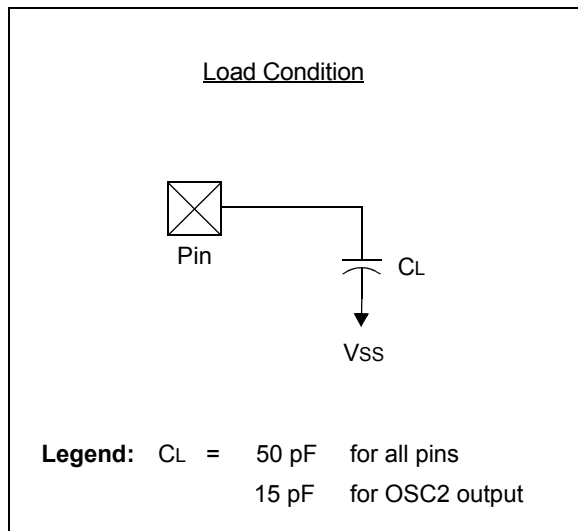 Load Condition
Pin
CL
VSS
Legend: CL = 50 pF for all pins
15 pF for OSC2 output